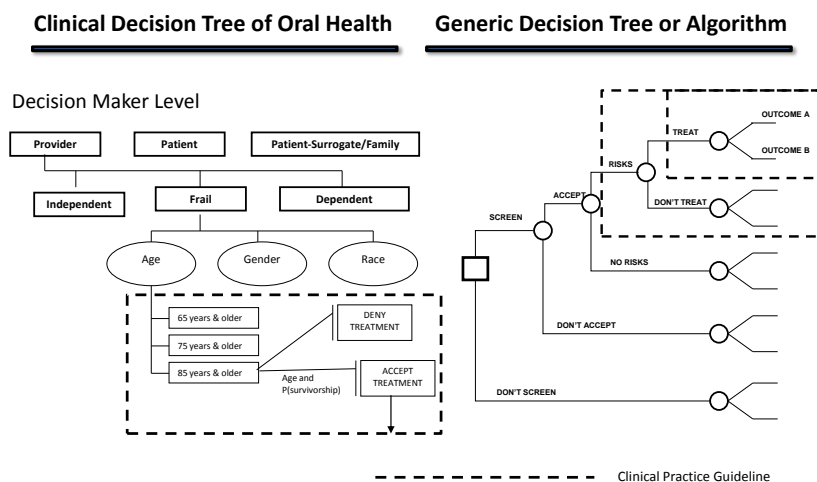 Clinical Decision Tree of Oral Health
Generic Decision Tree or Algorithm
Decision Maker Level
Provider
Patient
Patient-Surrogate/Family
Independent
Frail
Dependent
Age
Gender
Race
65 years & older
75 years & older
85 years & older
DENY
TREATMENT
Age and
P(survivorship)
ACCEPT
TREATMENT
OUTCOME A
TREAT
OUTCOME B
RISKS
ACCEPT
DON'T TREAT
SCREEN
NO RISKS
DON'T ACCEPT
DON'T SCREEN
Clinical Practice Guideline